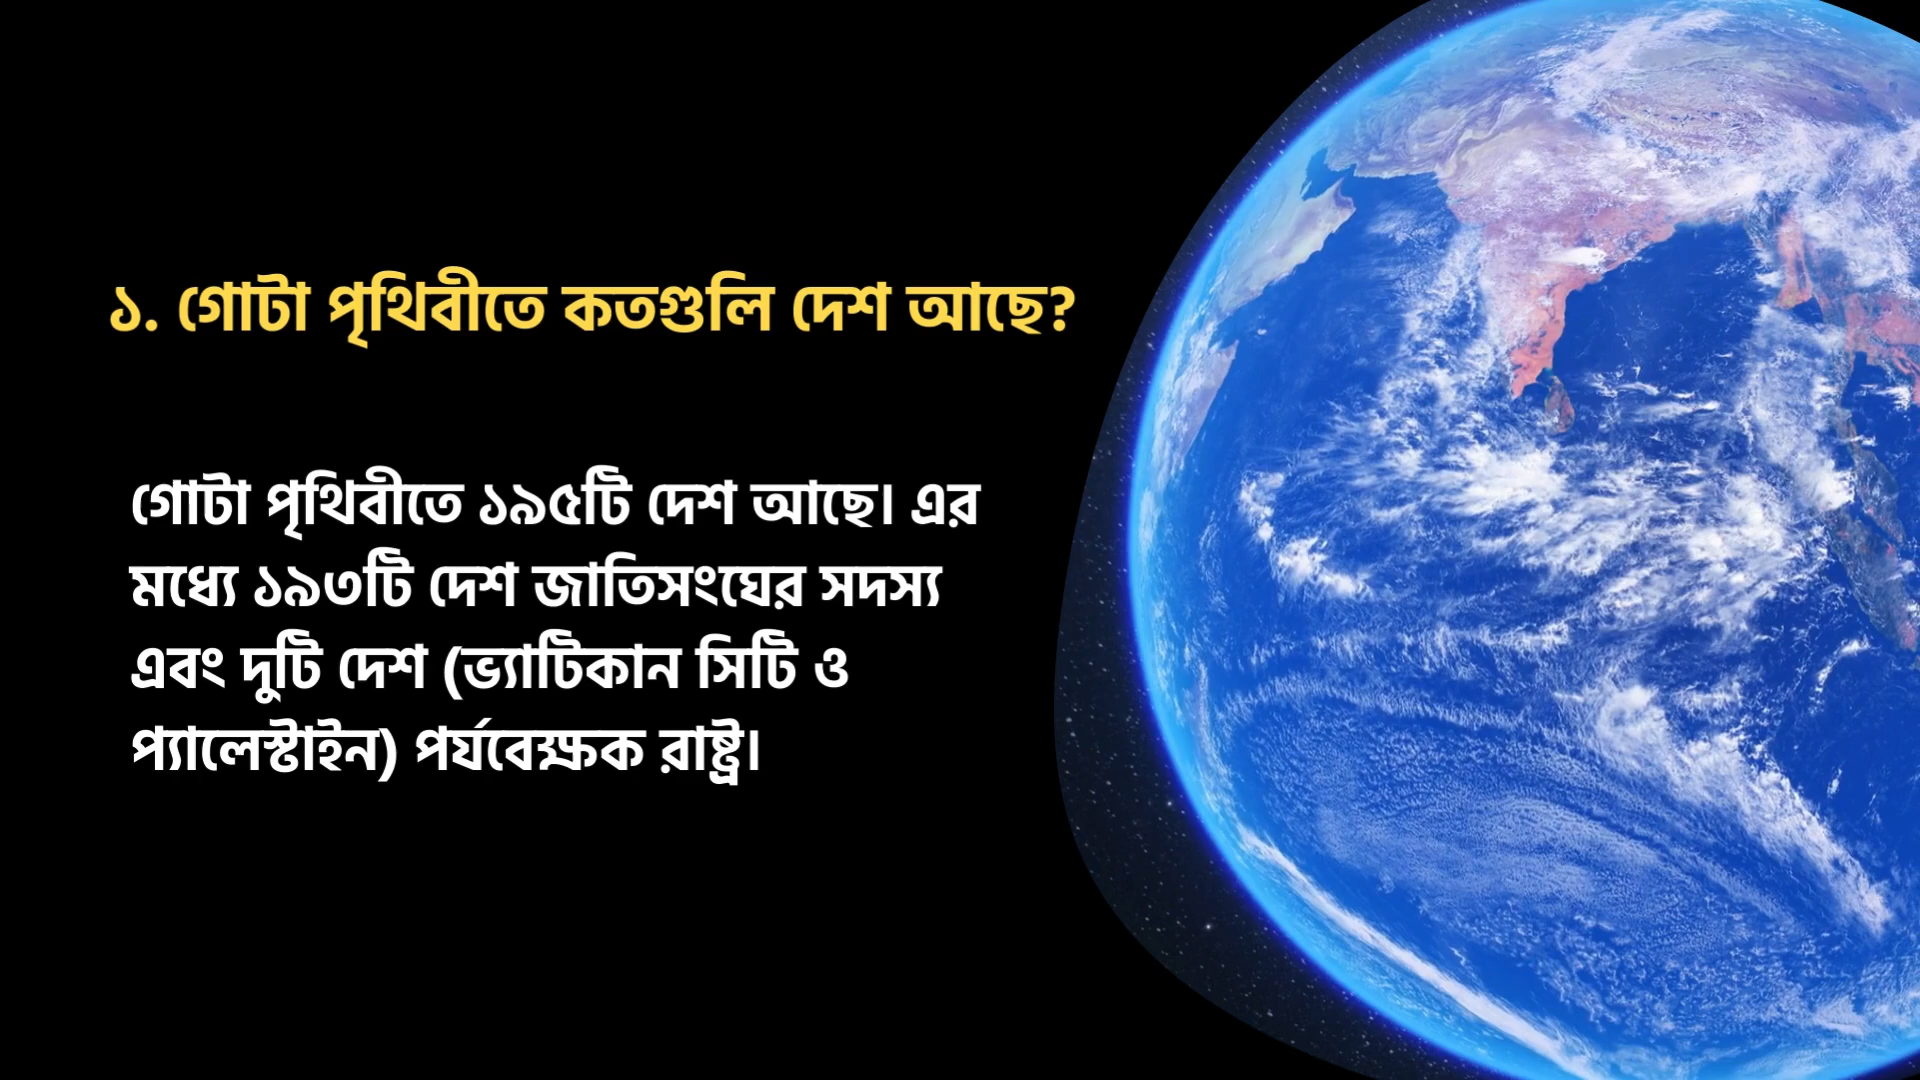 ১. গোটা পৃথিবীতে কতগুলি দেশ আছে?
গোটা পৃথিবীতে ১৯৫টি দেশ আছে। এর
মধ্যে ১৯৩টি দেশ জাতিসংঘের সদস্য
এবং দুটি দেশ (ভ্যাটিকান সিটি ও
প্যালেস্টাইন) পর্যবেক্ষক রাষ্ট্র।